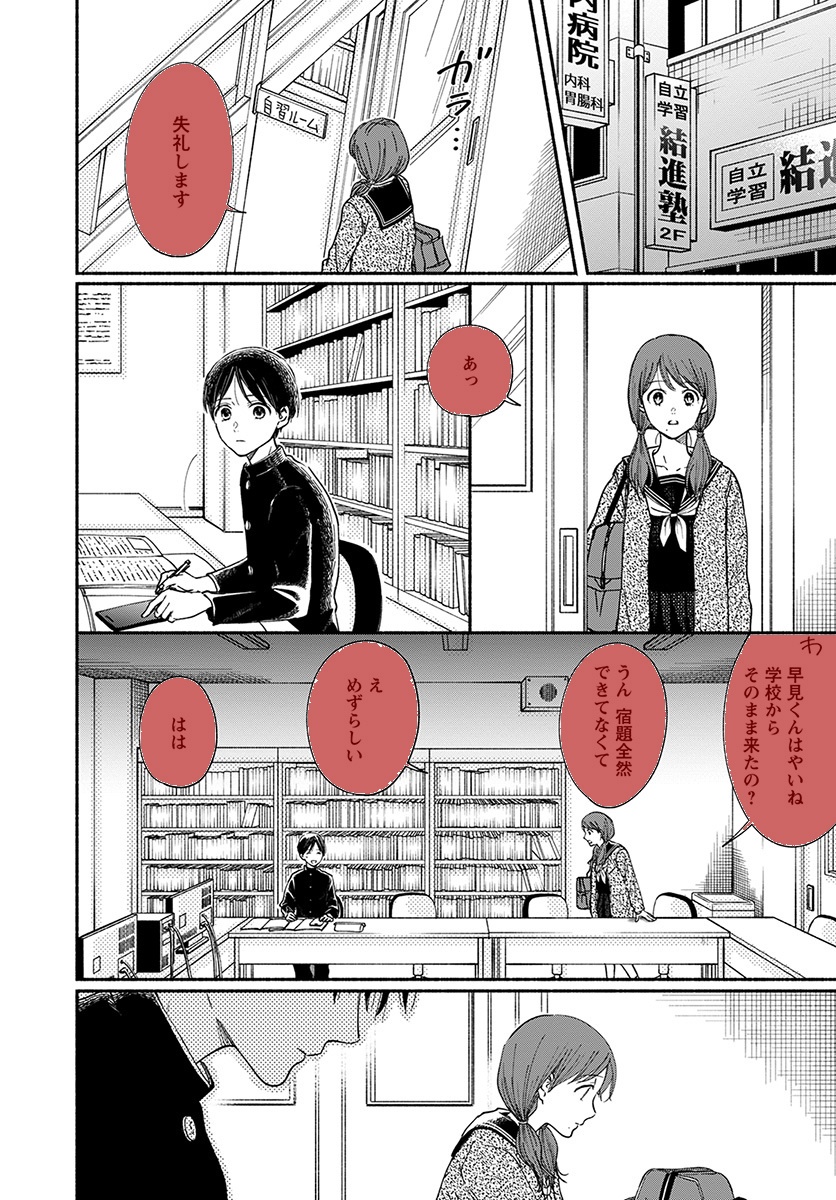 内病院
内科
胃腸科
自立
学習
結進塾
2F
自立
学習
結進
ガラ…
自習ルーム
失礼します
あっ
わ
早見くんはやいね
学校から
そのまま来たの?
うん 宿題全然
できてなくて
え
めずらしい
はは